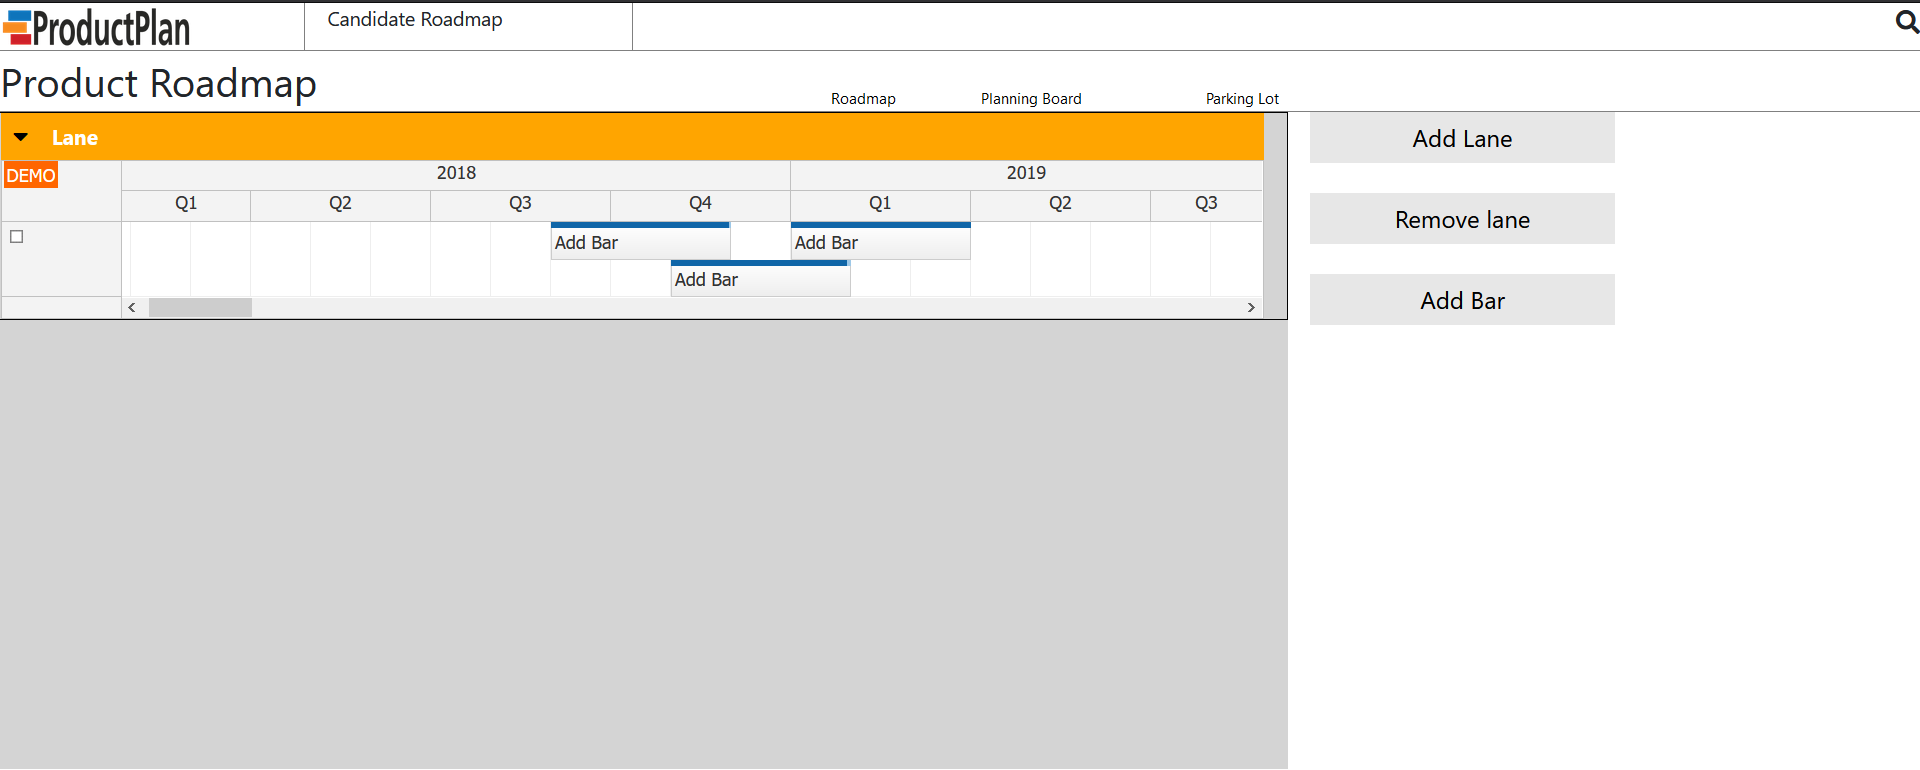 ProductPlan
Candidate Roadmap
Product Roadmap
Roadmap
Planning Board
Parking Lot
Lane
DEMO
2018
2019
Q1
Q2
Q3
Q4
Q1
Q2
Q3
Add Bar
Add Bar
Add Bar
Add Lane
Remove lane
Add Bar